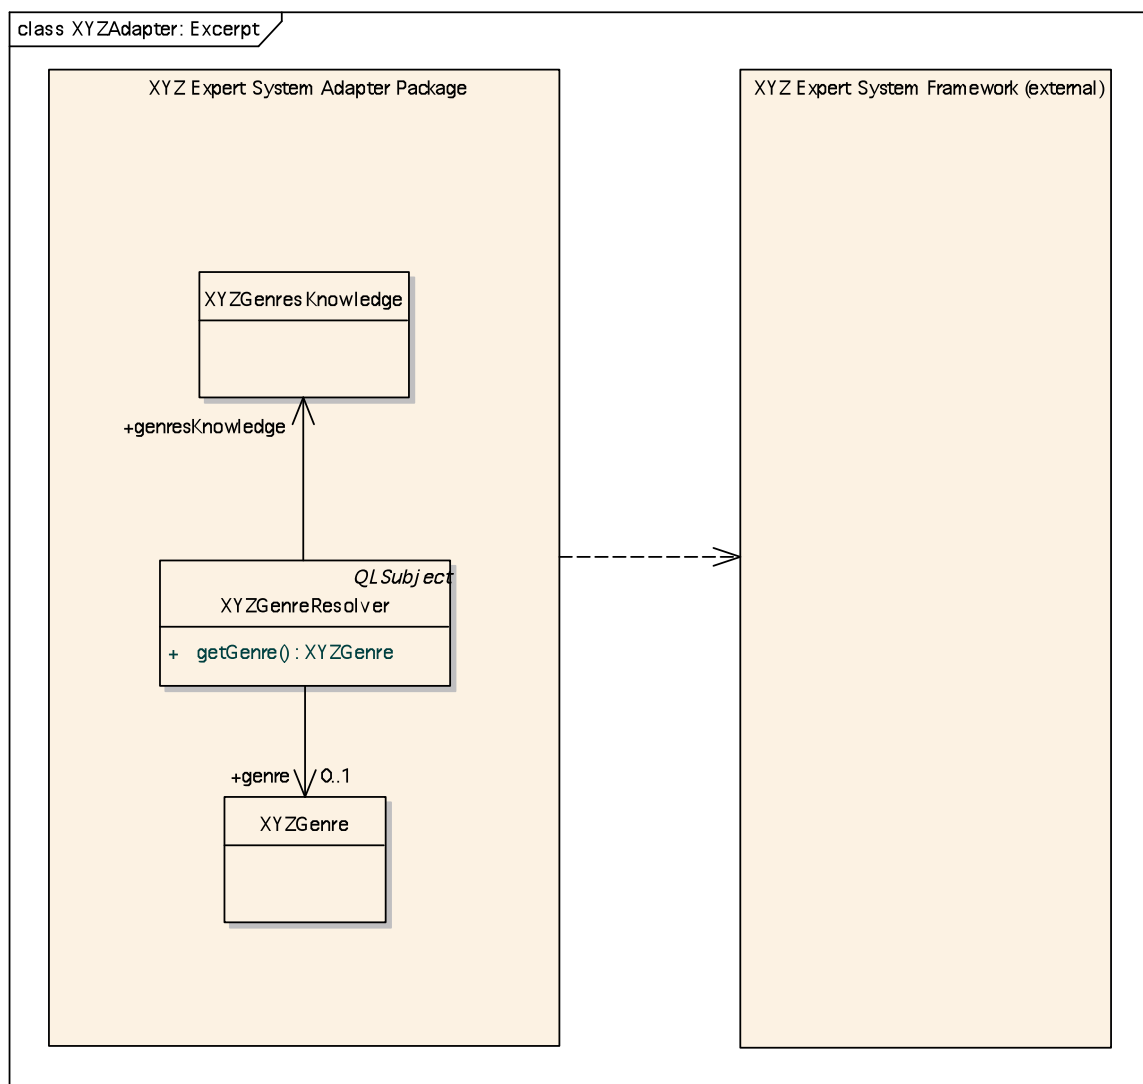 class XYZAdapter: Excerpt
XYZ Expert System Adapter Package
XYZ Expert System Framework (external)
XYZGenresKnowledge
+genresKnowledge
QLSubject
XYZGenreResolver
+ getGenre() : XYZGenre
+genre 0..1
XYZGenre